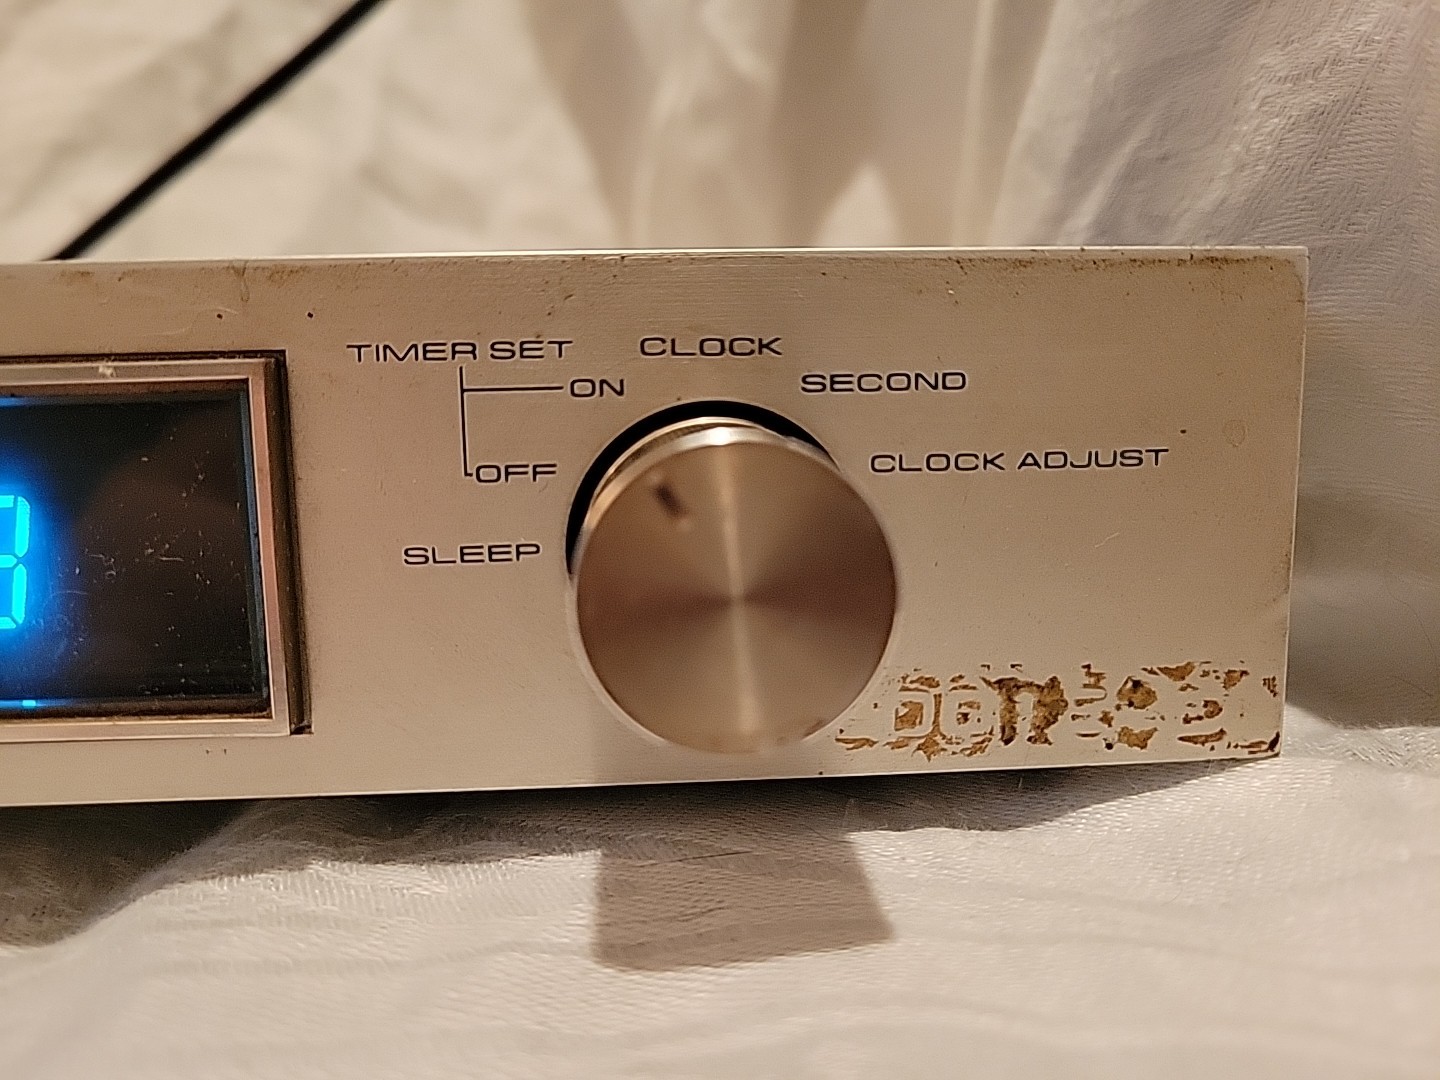 TIMER SET
CLOCK
ON
SECOND
OFF
CLOCK ADJUST
SLEEP